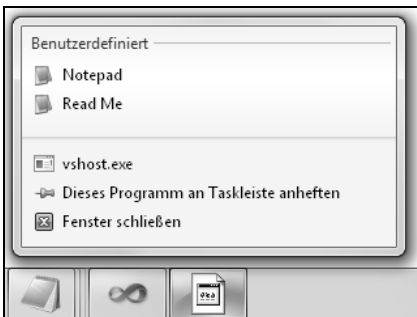 Benutzerdefiniert
Notepad
Read Me
vshost.exe
Dieses Programm an Taskleiste anheften
Fenster schließen